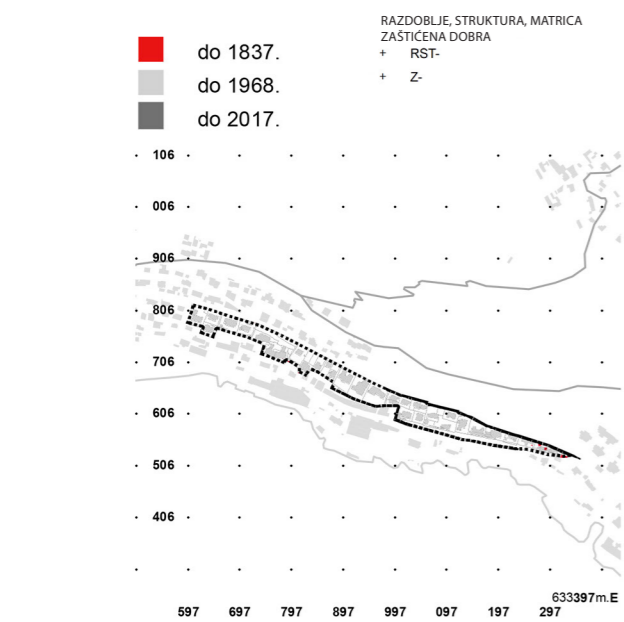 RAZDOBLJE, STRUKTURA, MATRICA
ZAŠTIĆENA DOBRA
+ RST-
+ Z-
do 1837.
do 1968.
do 2017.
106
006
906
806
706
606
506
406
633397m.E
597 697 797 897 997 097 197 297